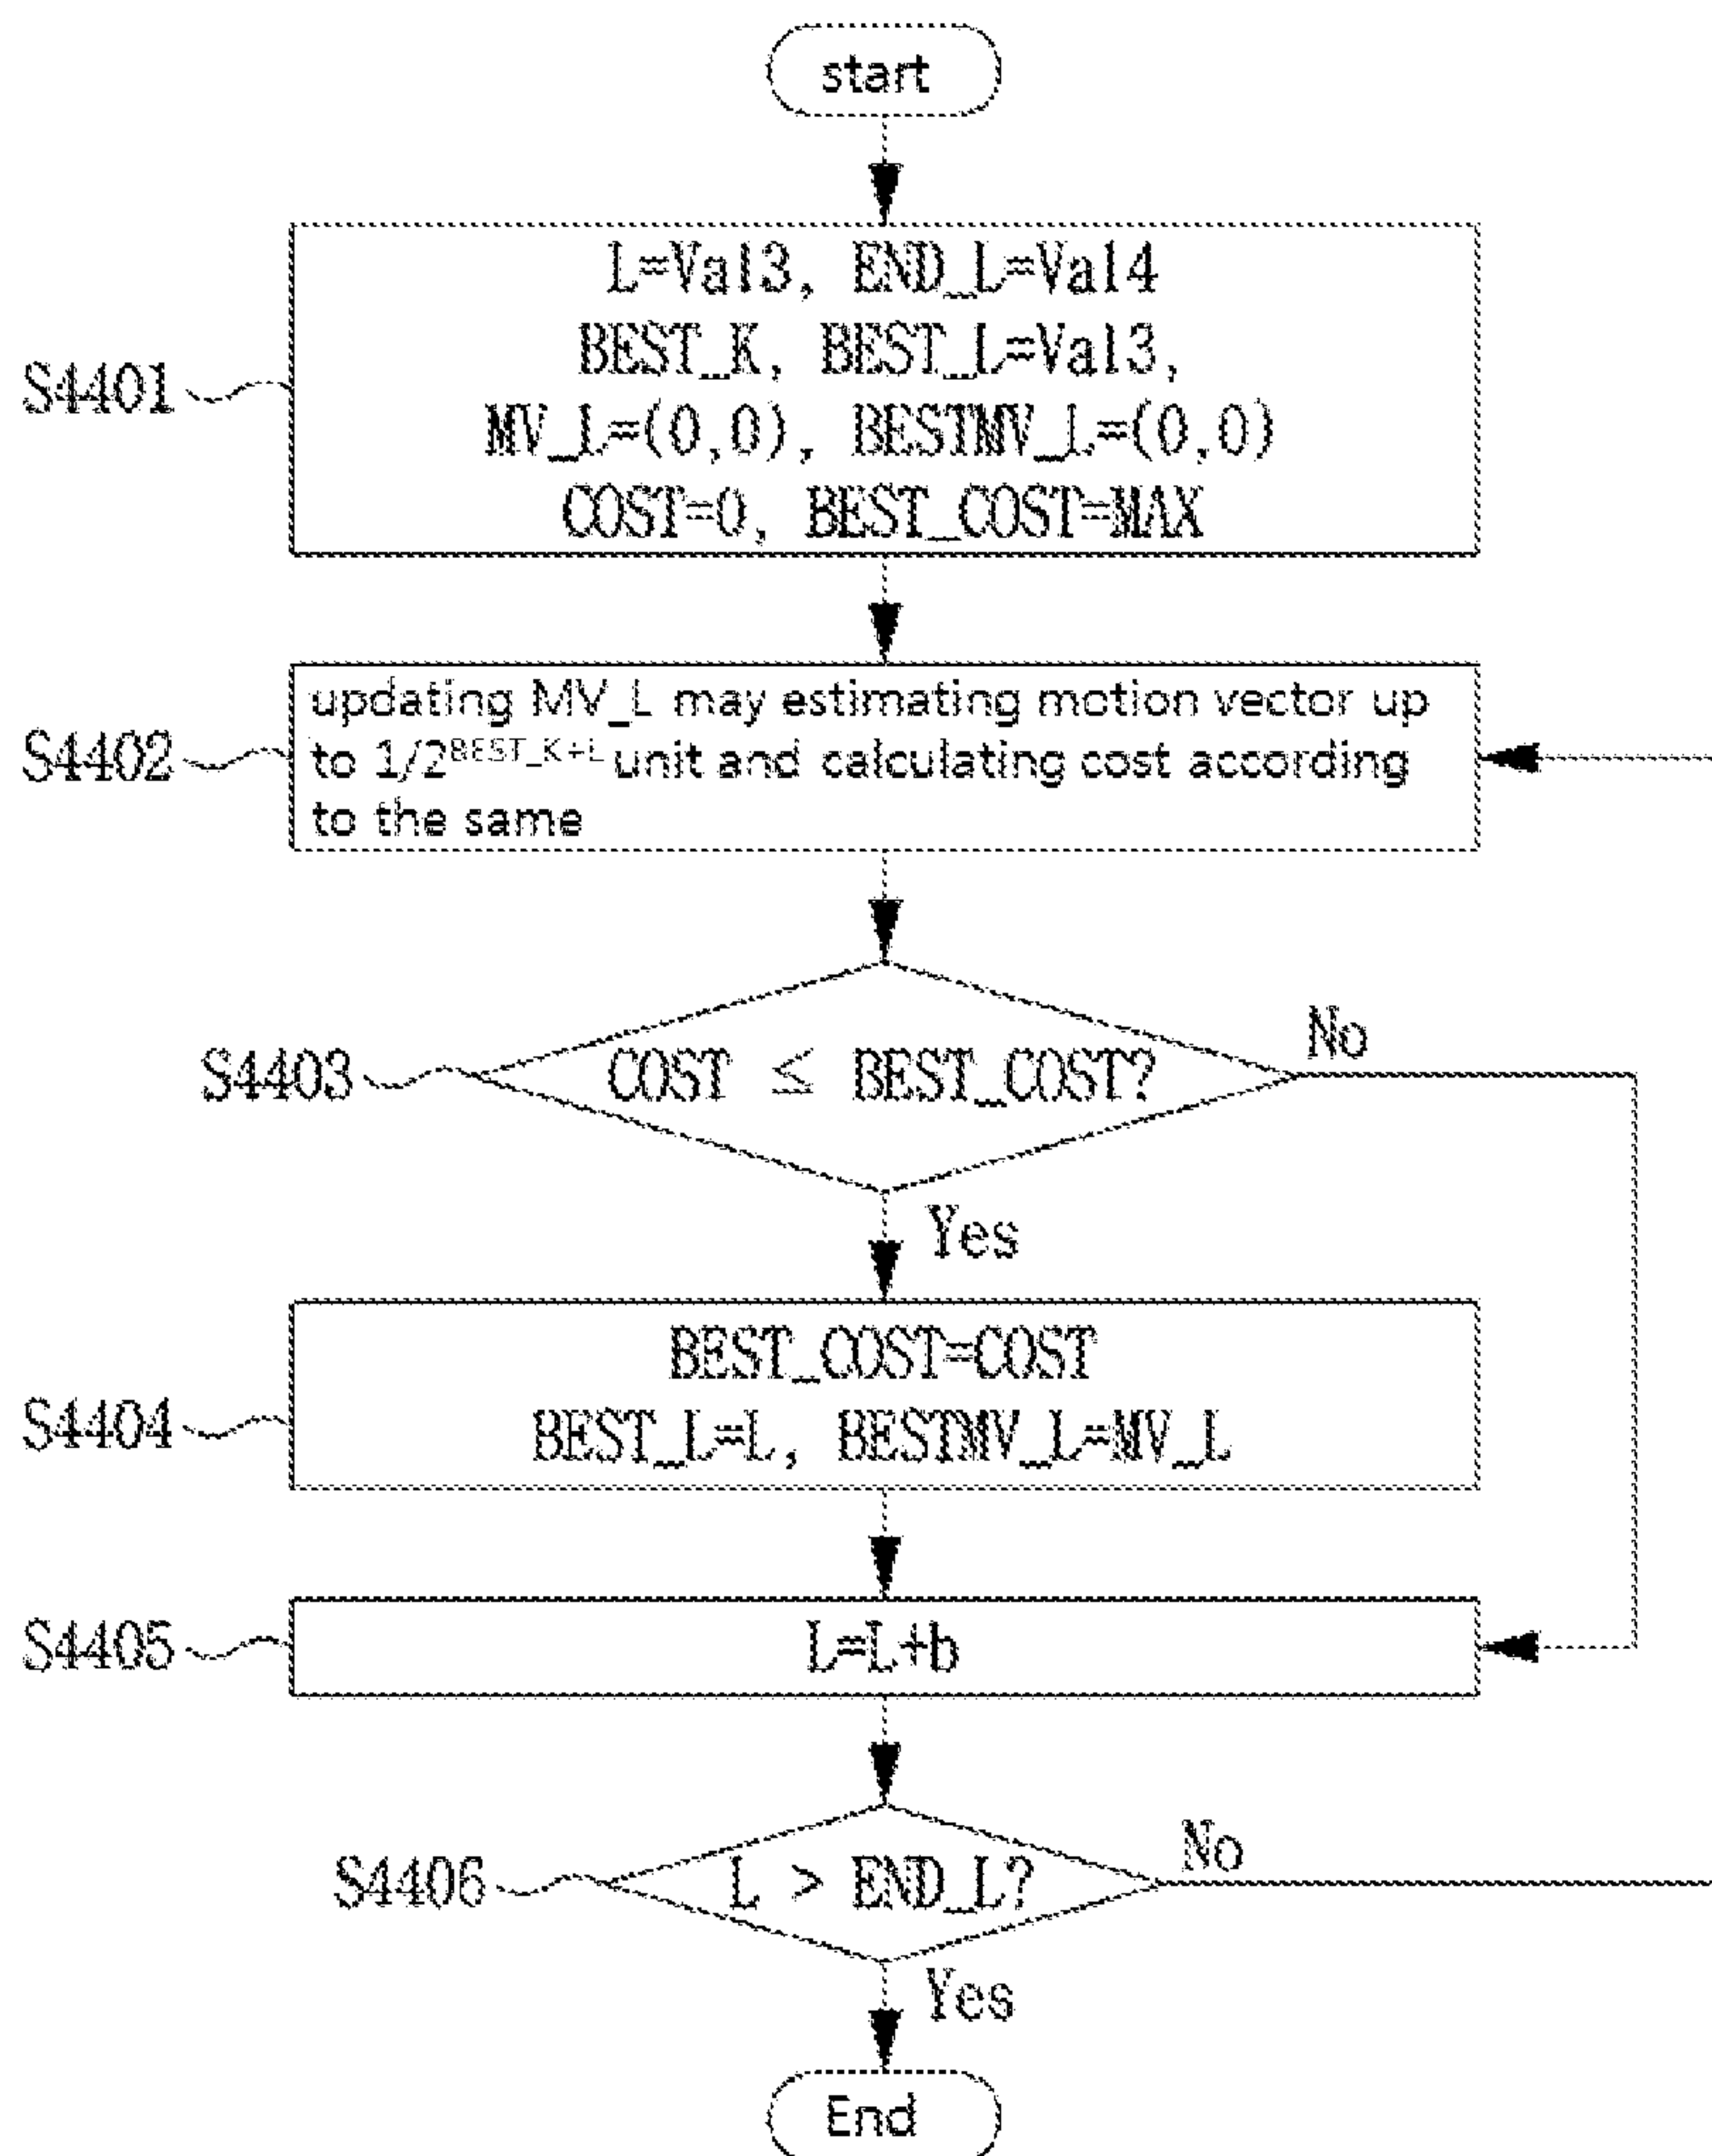 start
S4401
L=Val3, END_L=Val4
BEST_K, BEST_L=Val3,
MV_L=(0,0), BESTMV_L=(0,0)
COST=0, BEST_COST=MAX
S4402
updating MV_L may estimating motion vector up
to 1/2^BEST_K+L unit and calculating cost according
to the same
S4403
COST ≤ BEST_COST?
No
Yes
S4404
BEST_COST=COST
BEST_L=L, BESTMV_L=MV_L
S4405
L=L+b
S4406
L > END_L?
No
Yes
End